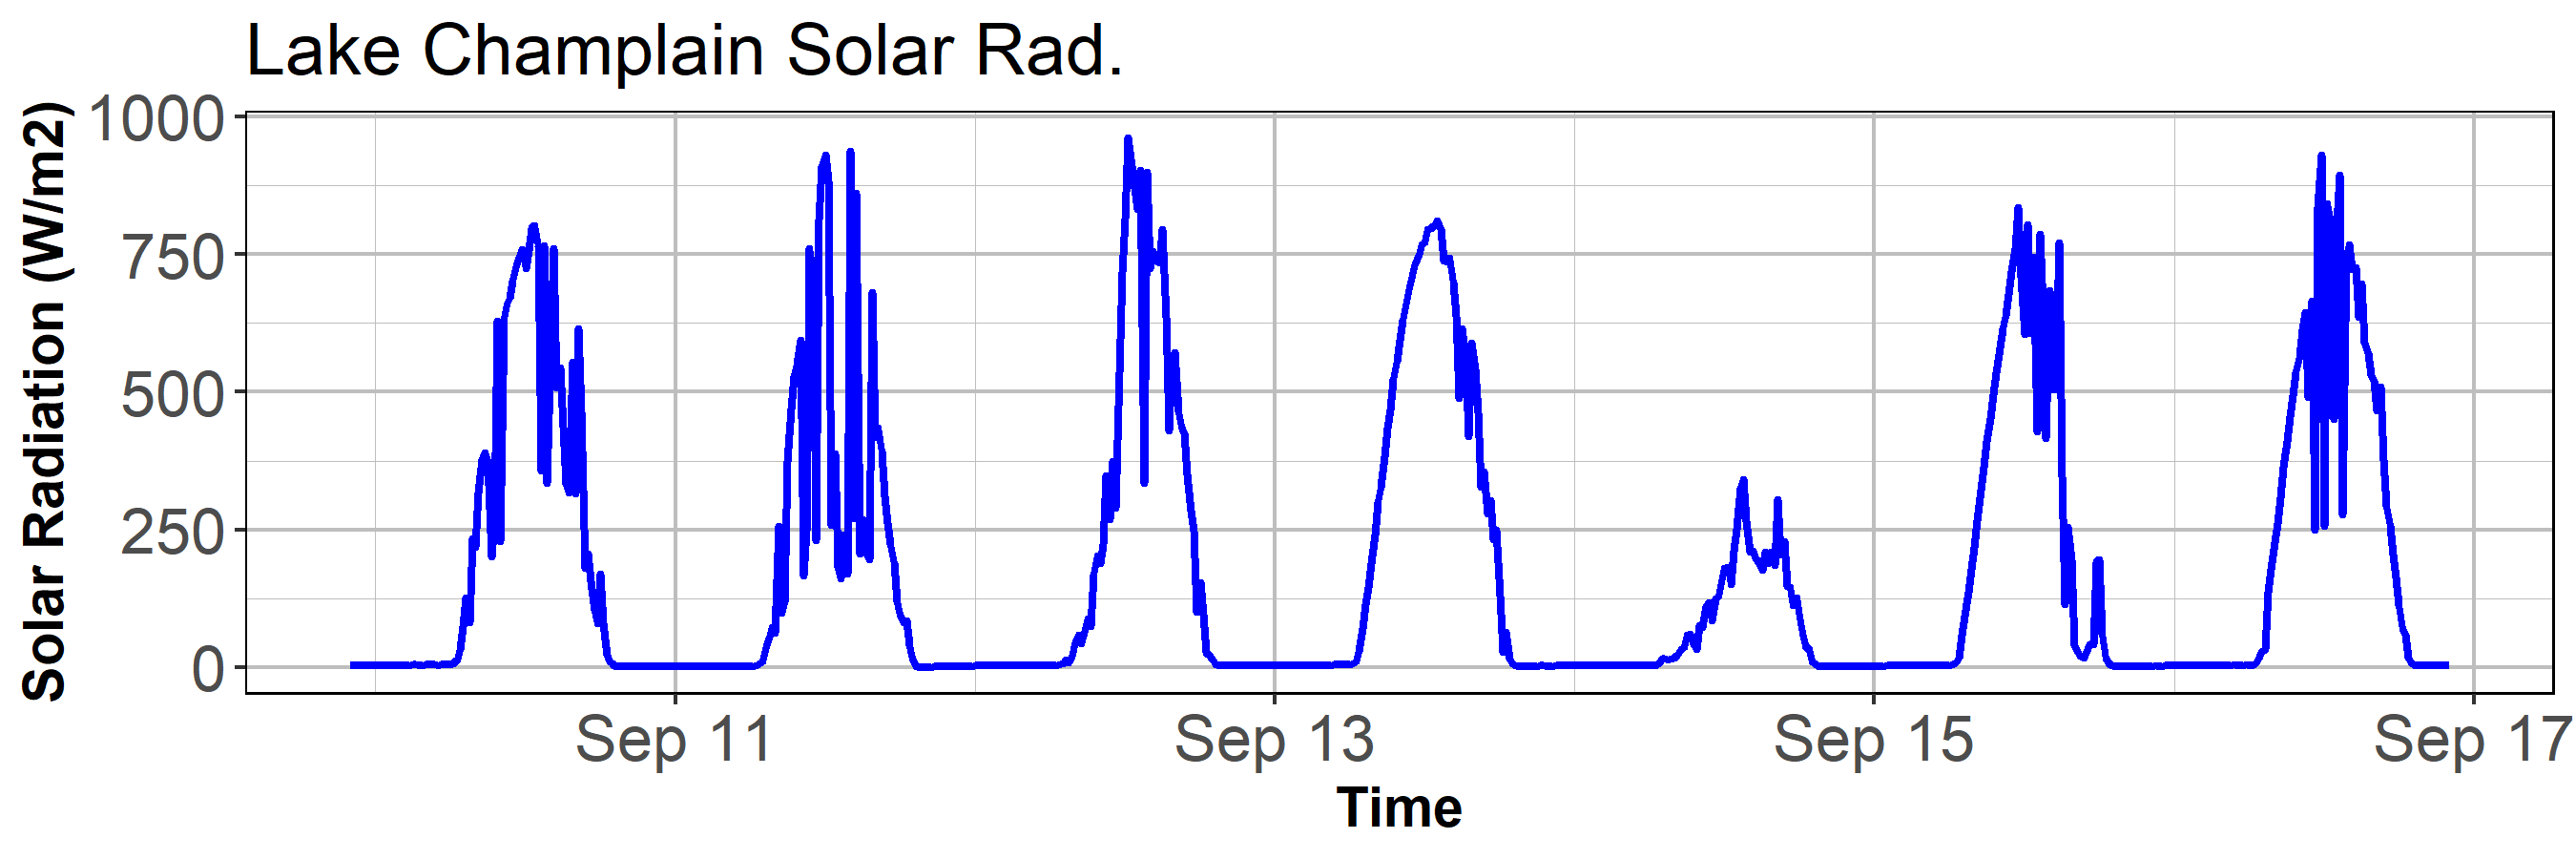 Lake Champlain Solar Rad.
Solar Radiation (W/m2)
1000
750
500
250
0
Sep 11 Sep 13 Sep 15 Sep 17
Time